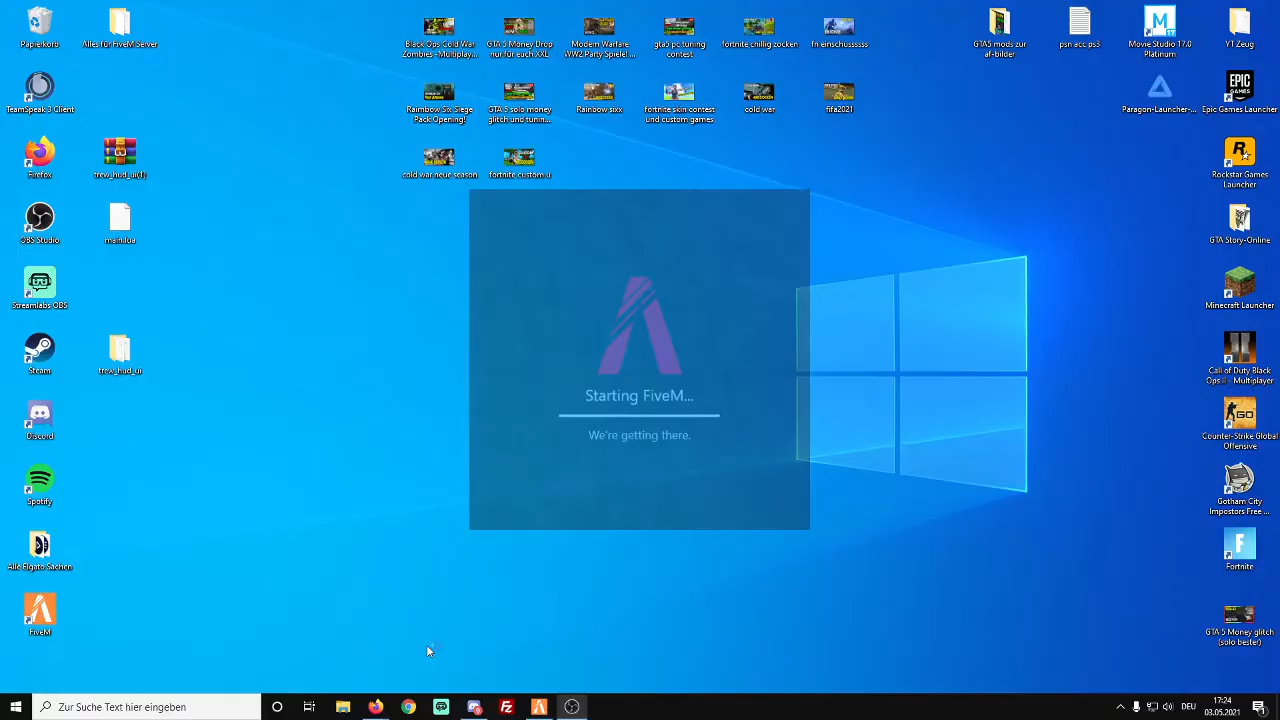 Papierkorb
Alles für FiveM Server
Black Ops Cold War
Zombies - Multiplay...
GTA 5 Money Drop
nur für euch XXL
Modern Warfare
WW2 Party Spiele! ...
gta5 pc tuning
contest
fortnite chillig zocken
fn einschussssss
GTA5 mods zur
af-bilder
psn acc ps3
Movie Studio 17.0
Platinum
YT Zeug
TeamSpeak 3 Client
Raimbow Six Siege
Pack Opening!
GTA 5 solo money
glitch und tunin...
Rainbow sixx
fortnite skin contest
und custom games
cold war
fifa2021
Paragon-Launcher-...
Epic Games Launcher
Firefox
trew_hud_ui(1)
cold war neue season
fortnite custom u
Rockstar Games
Launcher
OBS Studio
main.lua
GTA Story-Online
Streamlabs OBS
Minecraft Launcher
Steam
trew_hud_ui
Call of Duty Black
Ops II - Multiplayer
Starting FiveM...
We're getting there.
Discord
Counter-Strike Global
Offensive
Spotify
Gotham City
Impostors Free ...
Alle Elgato Sachen
Fortnite
FiveM
GTA 5 Money glitch
(solo bester)
Zur Suche Text hier eingeben
DEU
17:24
03.05.2021